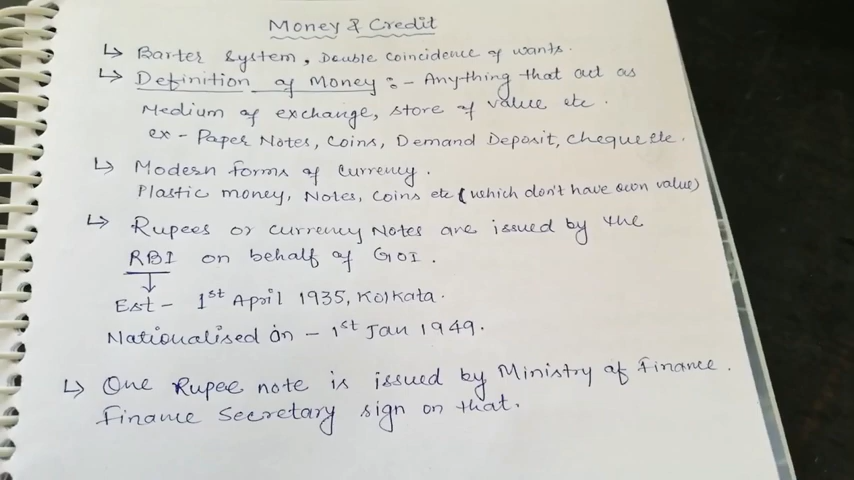 Money & Credit
↳ Barter System, Double coincidence of wants.
↳ Definition of Money :- Anything that act as
Medium of exchange, store of value etc.
ex - Paper Notes, Coins, Demand Deposit, Cheque etc.
↳ Modern forms of currency.
Plastic money, Notes, Coins etc (which don't have own value)
↳ Rupees or currency Notes are issued by the
RBI on behalf of GOI.
Est - 1st April 1935, Kolkata.
Nationalised on - 1st Jan 1949.
↳ One Rupee note is issued by Ministry of Finance.
Finance Secretary sign on that.